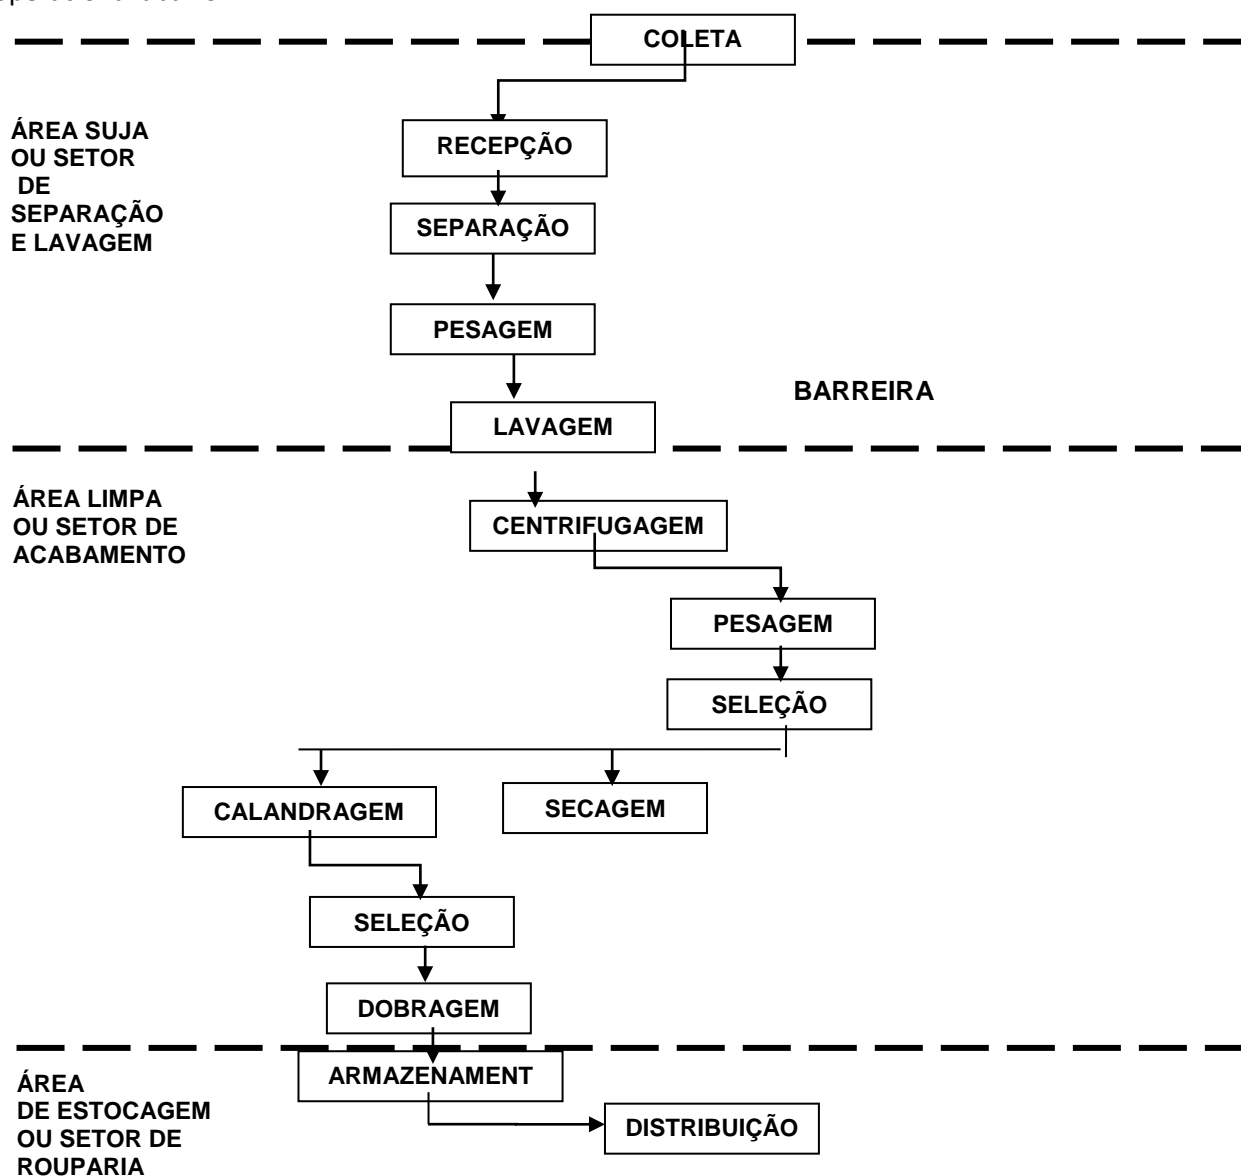 COLETA
ÁREA SUJA
OU SETOR
DE
SEPARAÇÃO
E LAVAGEM
RECEPÇÃO
SEPARAÇÃO
PESAGEM
BARREIRA
LAVAGEM
ÁREA LIMPA
OU SETOR DE
ACABAMENTO
CENTRIFUGAGEM
PESAGEM
SELEÇÃO
CALANDRAGEM
SECAGEM
SELEÇÃO
DOBRAGEM
ARMAZENAMENT
ÁREA
DE ESTOCAGEM
OU SETOR DE
ROUPARIA
DISTRIBUIÇÃO